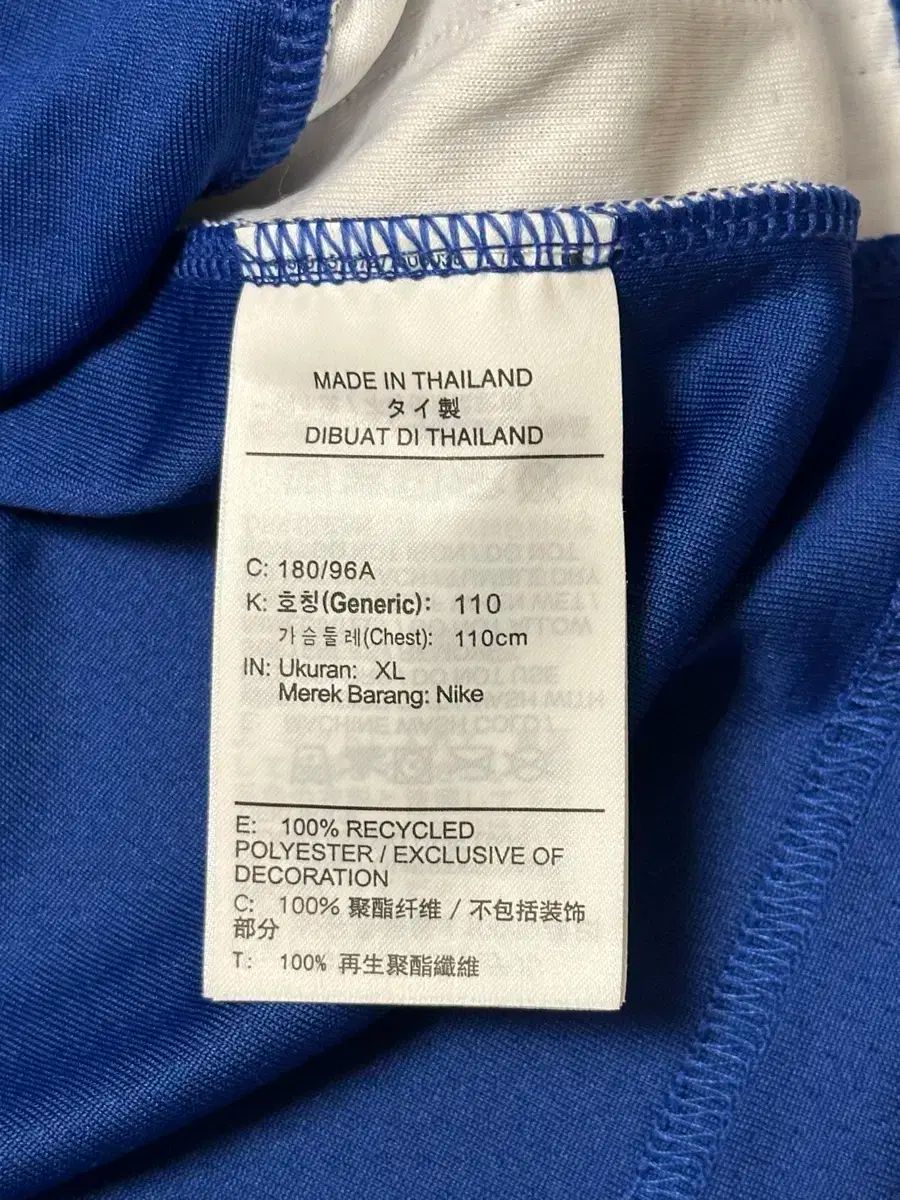 MADE IN THAILAND
タイ製
DIBUAT DI THAILAND
C: 180/96A
K: 호칭(Generic): 110
가슴둘레(Chest): 110cm
IN: Ukuran: XL
Merek Barang: Nike
E: 100% RECYCLED
POLYESTER / EXCLUSIVE OF
DECORATION
C: 100% 聚酯纤维 / 不包括装饰
部分
T: 100% 再生聚酯纖維